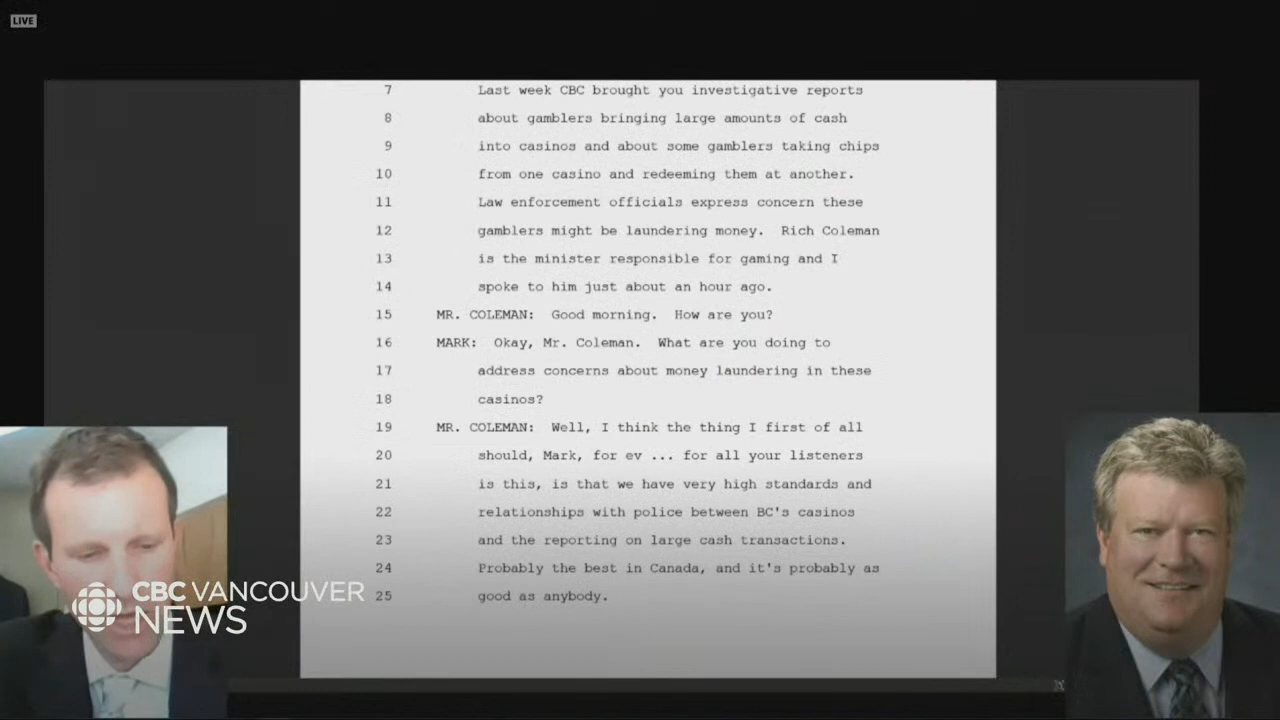 LIVE
7 Last week CBC brought you investigative reports
8 about gamblers bringing large amounts of cash
9 into casinos and about some gamblers taking chips
10 from one casino and redeeming them at another.
11 Law enforcement officials express concern these
12 gamblers might be laundering money. Rich Coleman
13 is the minister responsible for gaming and I
14 spoke to him just about an hour ago.
15 MR. COLEMAN: Good morning. How are you?
16 MARK: Okay, Mr. Coleman. What are you doing to
17 address concerns about money laundering in these
18 casinos?
19 MR. COLEMAN: Well, I think the thing I first of all
20 should, Mark, for ev ... for all your listeners
21 is this, is that we have very high standards and
22 relationships with police between BC's casinos
23 and the reporting on large cash transactions.
24 Probably the best in Canada, and it's probably as
25 good as anybody.
CBC VANCOUVER
NEWS